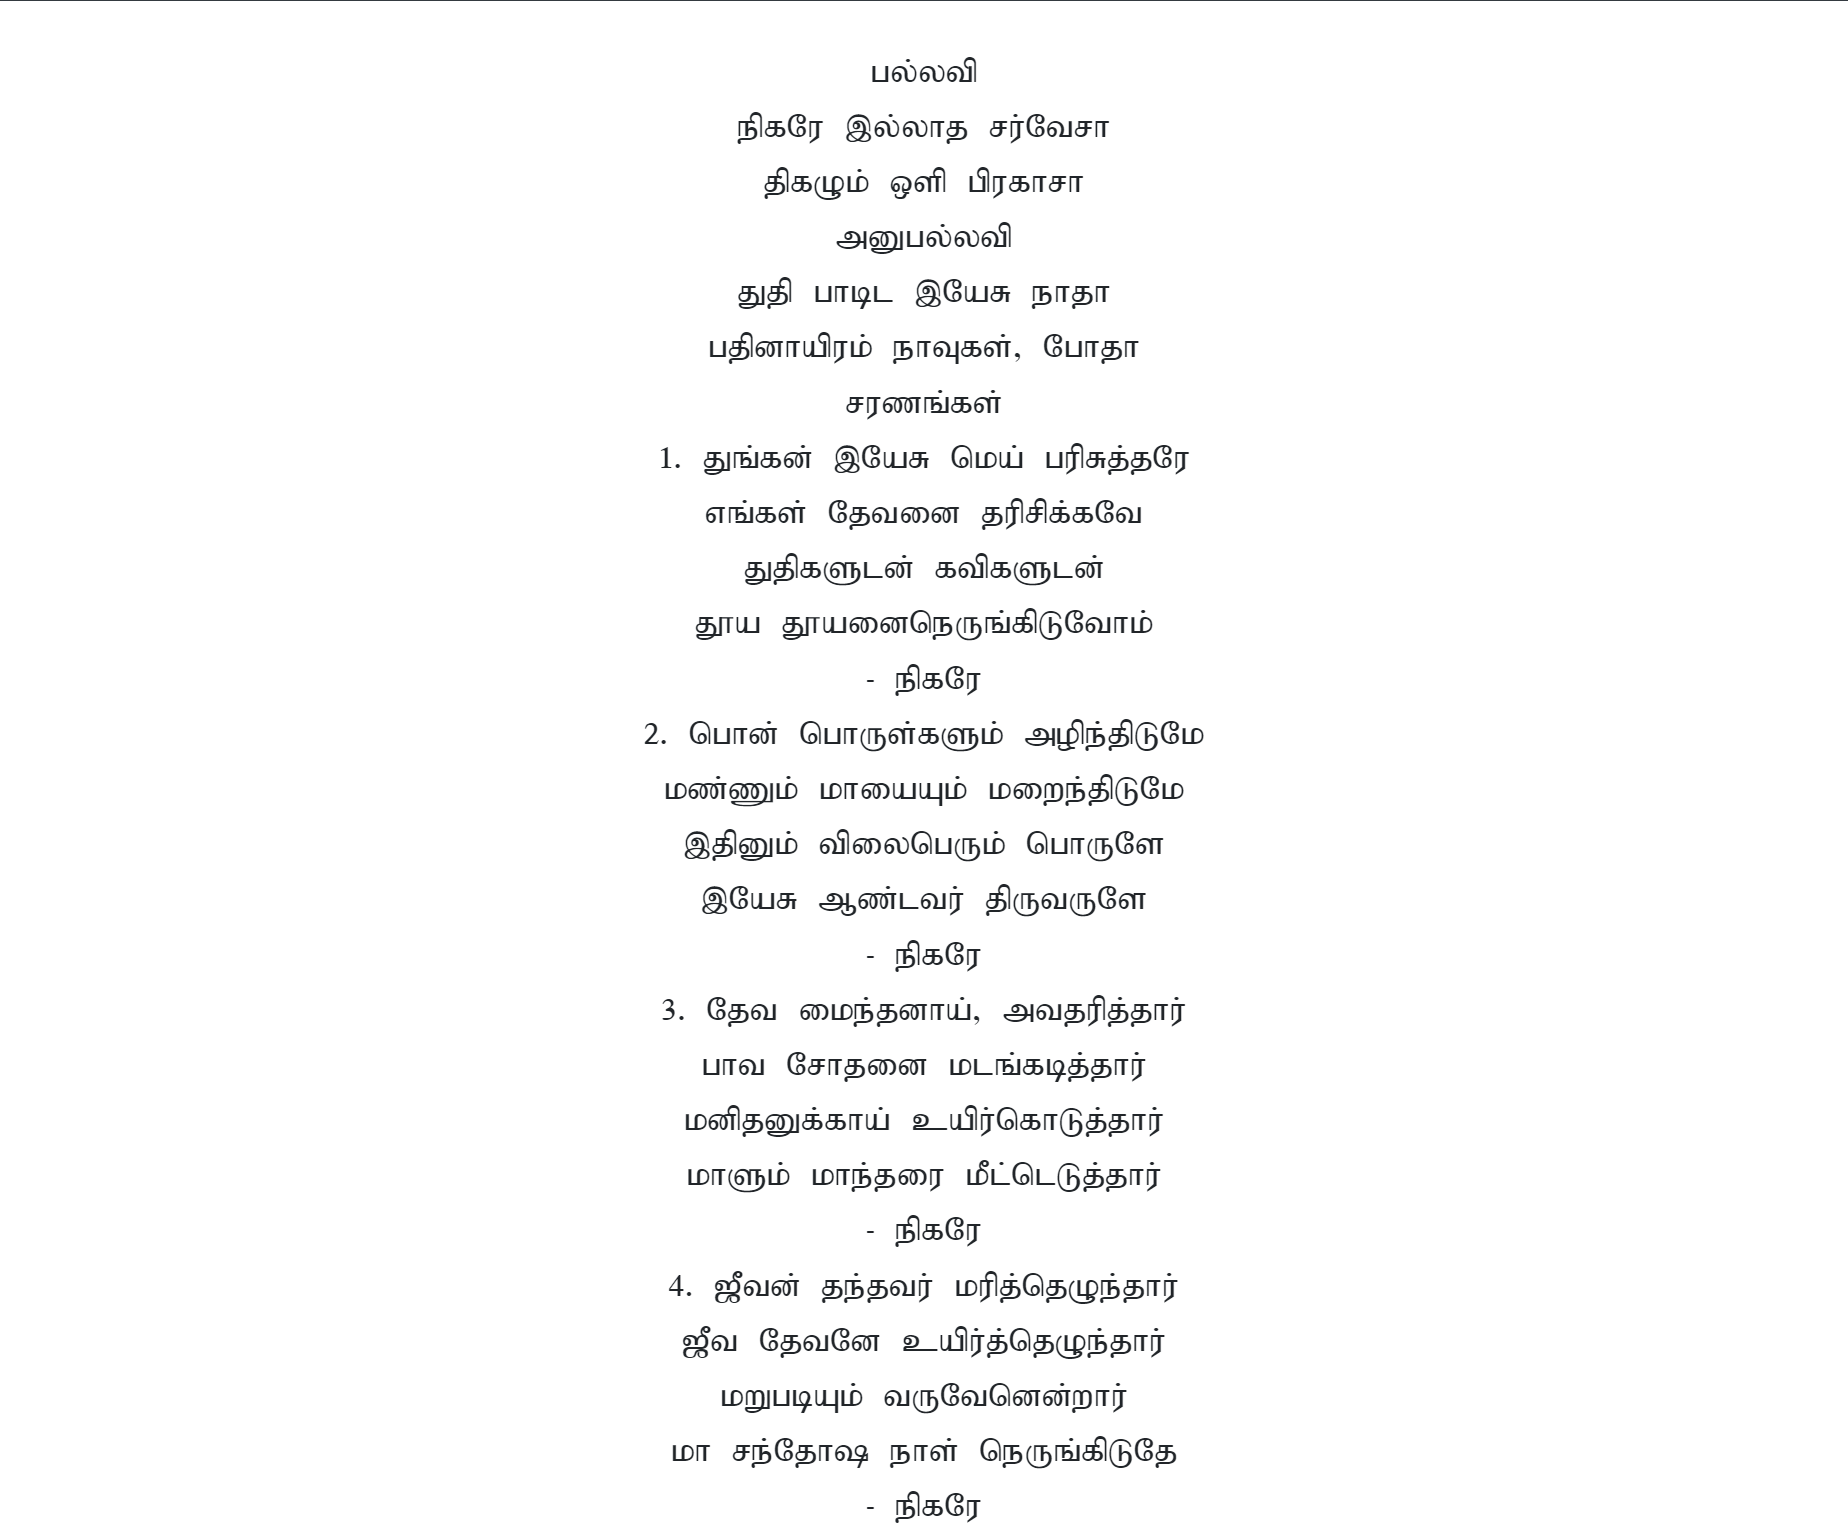 பல்லவி
நிகரே இல்லாத சர்வேசா
திகழும் ஒளி பிரகாசா
அனுபல்லவி
துதி பாடிட இயேசு நாதா
பதினாயிரம் நாவுகள், போதா
சரணங்கள்
1. துங்கன் இயேசு மெய் பரிசுத்தரே
எங்கள் தேவனை தரிசிக்கவே
துதிகளுடன் கவிகளுடன்
தூய தூயனைநெருங்கிடுவோம்
- நிகரே
2. பொன் பொருள்களும் அழிந்திடுமே
மண்ணும் மாயையும் மறைந்திடுமே
இதினும் விலைபெரும் பொருளே
இயேசு ஆண்டவர் திருவருளே
- நிகரே
3. தேவ மைந்தனாய், அவதரித்தார்
பாவ சோதனை மடங்கடித்தார்
மனிதனுக்காய் உயிர்கொடுத்தார்
மாளும் மாந்தரை மீட்டெடுத்தார்
- நிகரே
4. ஜீவன் தந்தவர் மரித்தெழுந்தார்
ஜீவ தேவனே உயிர்த்தெழுந்தார்
மறுபடியும் வருவேனென்றார்
மா சந்தோஷ நாள் நெருங்கிடுதே
- நிகரே